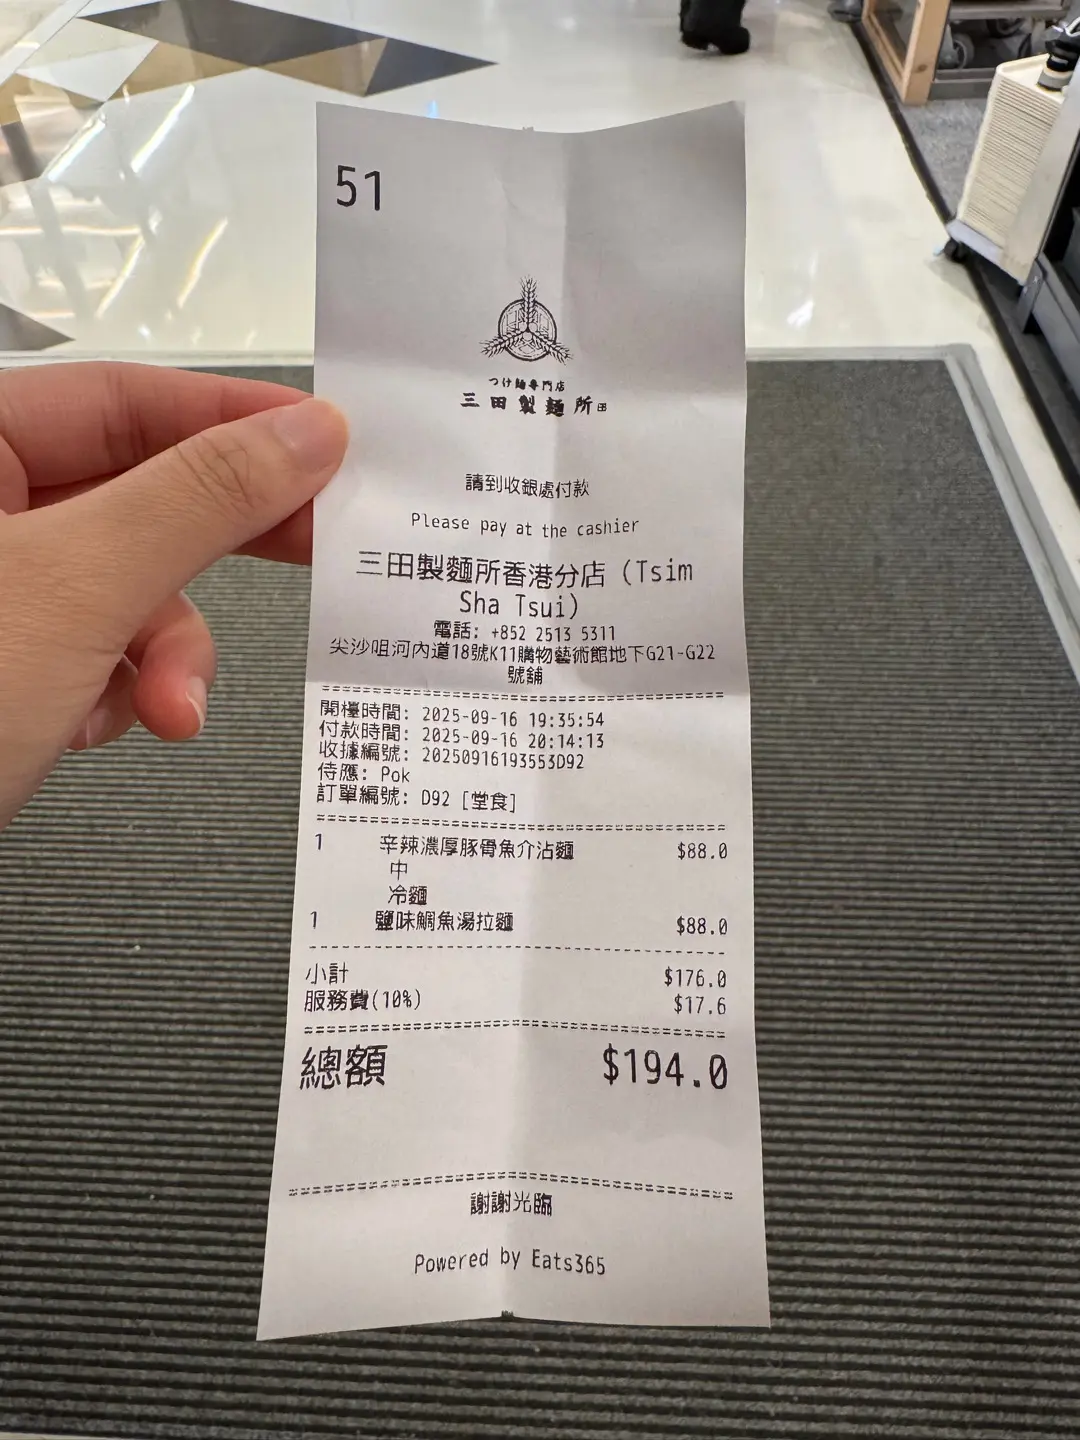 51
つけ麺専門店
三田製麺所田
請到收銀處付款
Please pay at the cashier
三田製麵所香港分店 (Tsim
Sha Tsui)
電話: +852 2513 5311
尖沙咀河內道18號K11購物藝術館地下G21-G22
號舖
開檯時間: 2025-09-16 19:35:54
付款時間: 2025-09-16 20:14:13
收據編號: 20250916193553D92
侍應: Pok
訂單編號: D92 [堂食]
1 辛辣濃厚豚骨魚介沾麵 $88.0
中
冷麵
1 鹽味鯛魚湯拉麵 $88.0
小計 $176.0
服務費(10%) $17.6
總額 $194.0
謝謝光臨
Powered by Eats365